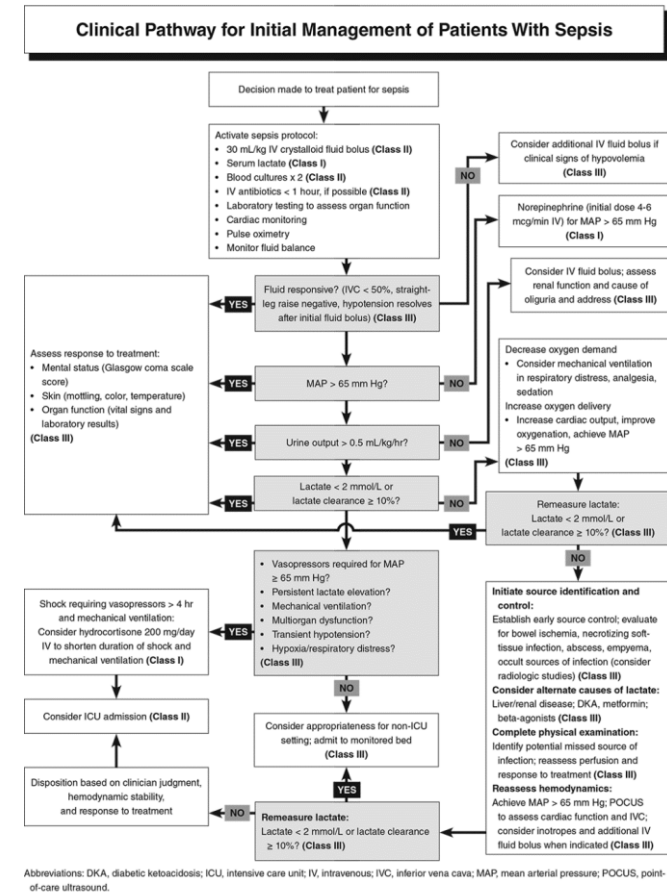 Clinical Pathway for Initial Management of Patients With Sepsis
Decision made to treat patient for sepsis
Activate sepsis protocol:
• 30 mL/kg IV crystalloid fluid bolus (Class II)
• Serum lactate (Class I)
• Blood cultures x 2 (Class II)
• IV antibiotics < 1 hour, if possible (Class II)
• Laboratory testing to assess organ function
• Cardiac monitoring
• Pulse oximetry
• Monitor fluid balance
NO
Consider additional IV fluid bolus if
clinical signs of hypovolemia
(Class III)
Norepinephrine (initial dose 4-6
mcg/min IV) for MAP > 65 mm Hg
(Class I)
Consider IV fluid bolus; assess
renal function and cause of
oliguria and address (Class III)
Fluid responsive? (IVC < 50%, straight-
leg raise negative, hypotension resolves
after initial fluid bolus) (Class III)
YES
Assess response to treatment:
• Mental status (Glasgow coma scale
score)
• Skin (mottling, color, temperature)
• Organ function (vital signs and
laboratory results)
(Class III)
YES
MAP > 65 mm Hg?
NO
YES
Urine output > 0.5 mL/kg/hr?
NO
YES
Lactate < 2 mmol/L or
lactate clearance ≥ 10%?
NO
Decrease oxygen demand
• Consider mechanical ventilation
in respiratory distress, analgesia,
sedation
Increase oxygen delivery
• Increase cardiac output, improve
oxygenation, achieve MAP
> 65 mm Hg
(Class III)
YES
Remeasure lactate:
Lactate < 2 mmol/L or
lactate clearance ≥ 10%? (Class III)
NO
• Vasopressors required for MAP
≥ 65 mm Hg?
• Persistent lactate elevation?
• Mechanical ventilation?
• Multiorgan dysfunction?
• Transient hypotension?
• Hypoxia/respiratory distress?
(Class III)
YES
Shock requiring vasopressors > 4 hr
and mechanical ventilation:
Consider hydrocortisone 200 mg/day
IV to shorten duration of shock and
mechanical ventilation (Class I)
Consider ICU admission (Class II)
NO
Consider appropriateness for non-ICU
setting; admit to monitored bed
(Class III)
Initiate source identification and
control:
Establish early source control; evaluate
for bowel ischemia, necrotizing soft-
tissue infection, abscess, empyema,
occult sources of infection (consider
radiologic studies) (Class III)
Consider alternate causes of lactate:
Liver/renal disease; DKA, metformin;
beta-agonists (Class III)
Complete physical examination:
Identify potential missed source of
infection; reassess perfusion and
response to treatment (Class III)
Reassess hemodynamics:
Achieve MAP > 65 mm Hg; POCUS
to assess cardiac function and IVC;
consider inotropes and additional IV
fluid bolus when indicated (Class III)
YES
Disposition based on clinician judgment,
hemodynamic stability,
and response to treatment
NO
Remeasure lactate:
Lactate < 2 mmol/L or lactate clearance
≥ 10%? (Class III)
Abbreviations: DKA, diabetic ketoacidosis; ICU, intensive care unit; IV, intravenous; IVC, inferior vena cava; MAP, mean arterial pressure; POCUS, point-
of-care ultrasound.